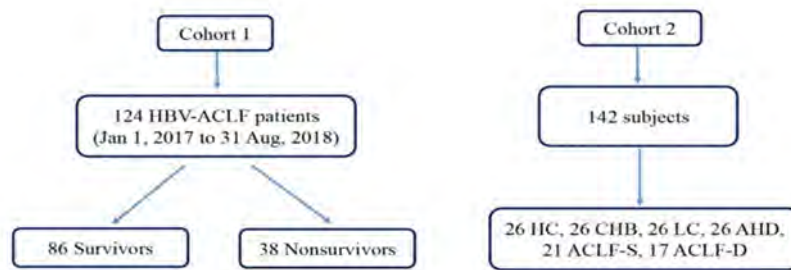 Cohort 1
124 HBV-ACLF patients
(Jan 1, 2017 to 31 Aug, 2018)
86 Survivors
38 Nonsurvivors
Cohort 2
142 subjects
26 HC, 26 CHB, 26 LC, 26 AHD,
21 ACLF-S, 17 ACLF-D